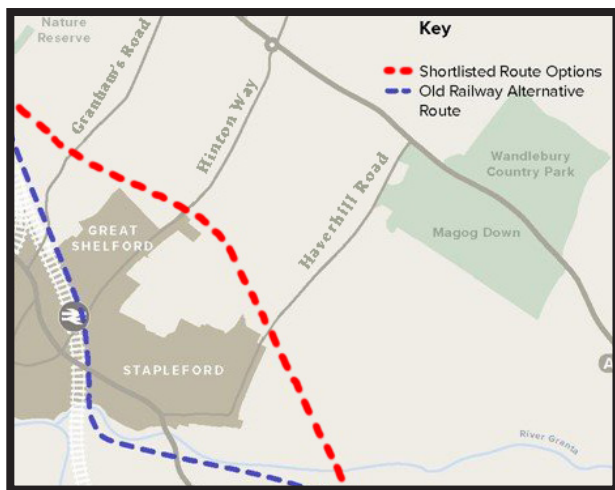 Nature
Reserve
Granham's Road
Hinton Way
Key
Shortlisted Route Options
Old Railway Alternative
Route
Wandlebury
Country Park
Haverhill Road
Magog Down
GREAT
SHELFORD
STAPLEFORD
A
River Granta